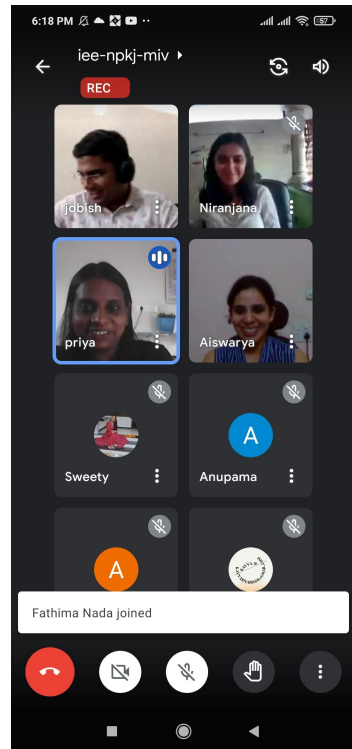 6:18 PM
57
iee-npkj-miv
REC
jobish
Niranjana
priya
Aiswarya
Sweety
Anupama
A
A
Fathima Nada joined